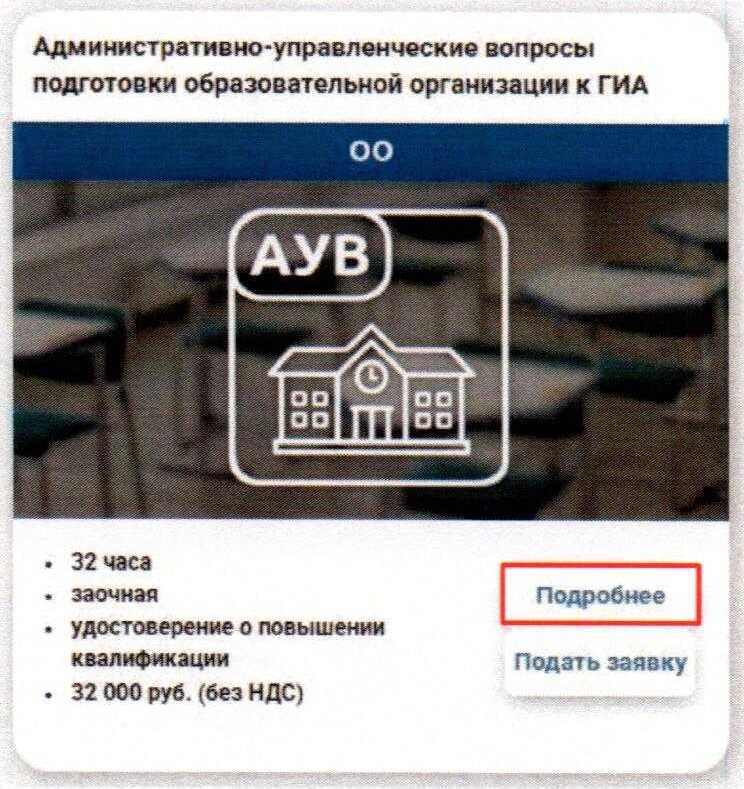 Административно-управленческие вопросы
подготовки образовательной организации к ГИА
ОО
АУВ
• 32 часа
• заочная
• удостоверение о повышении
квалификации
• 32 000 руб. (без НДС)
Подробнее
Подать заявку